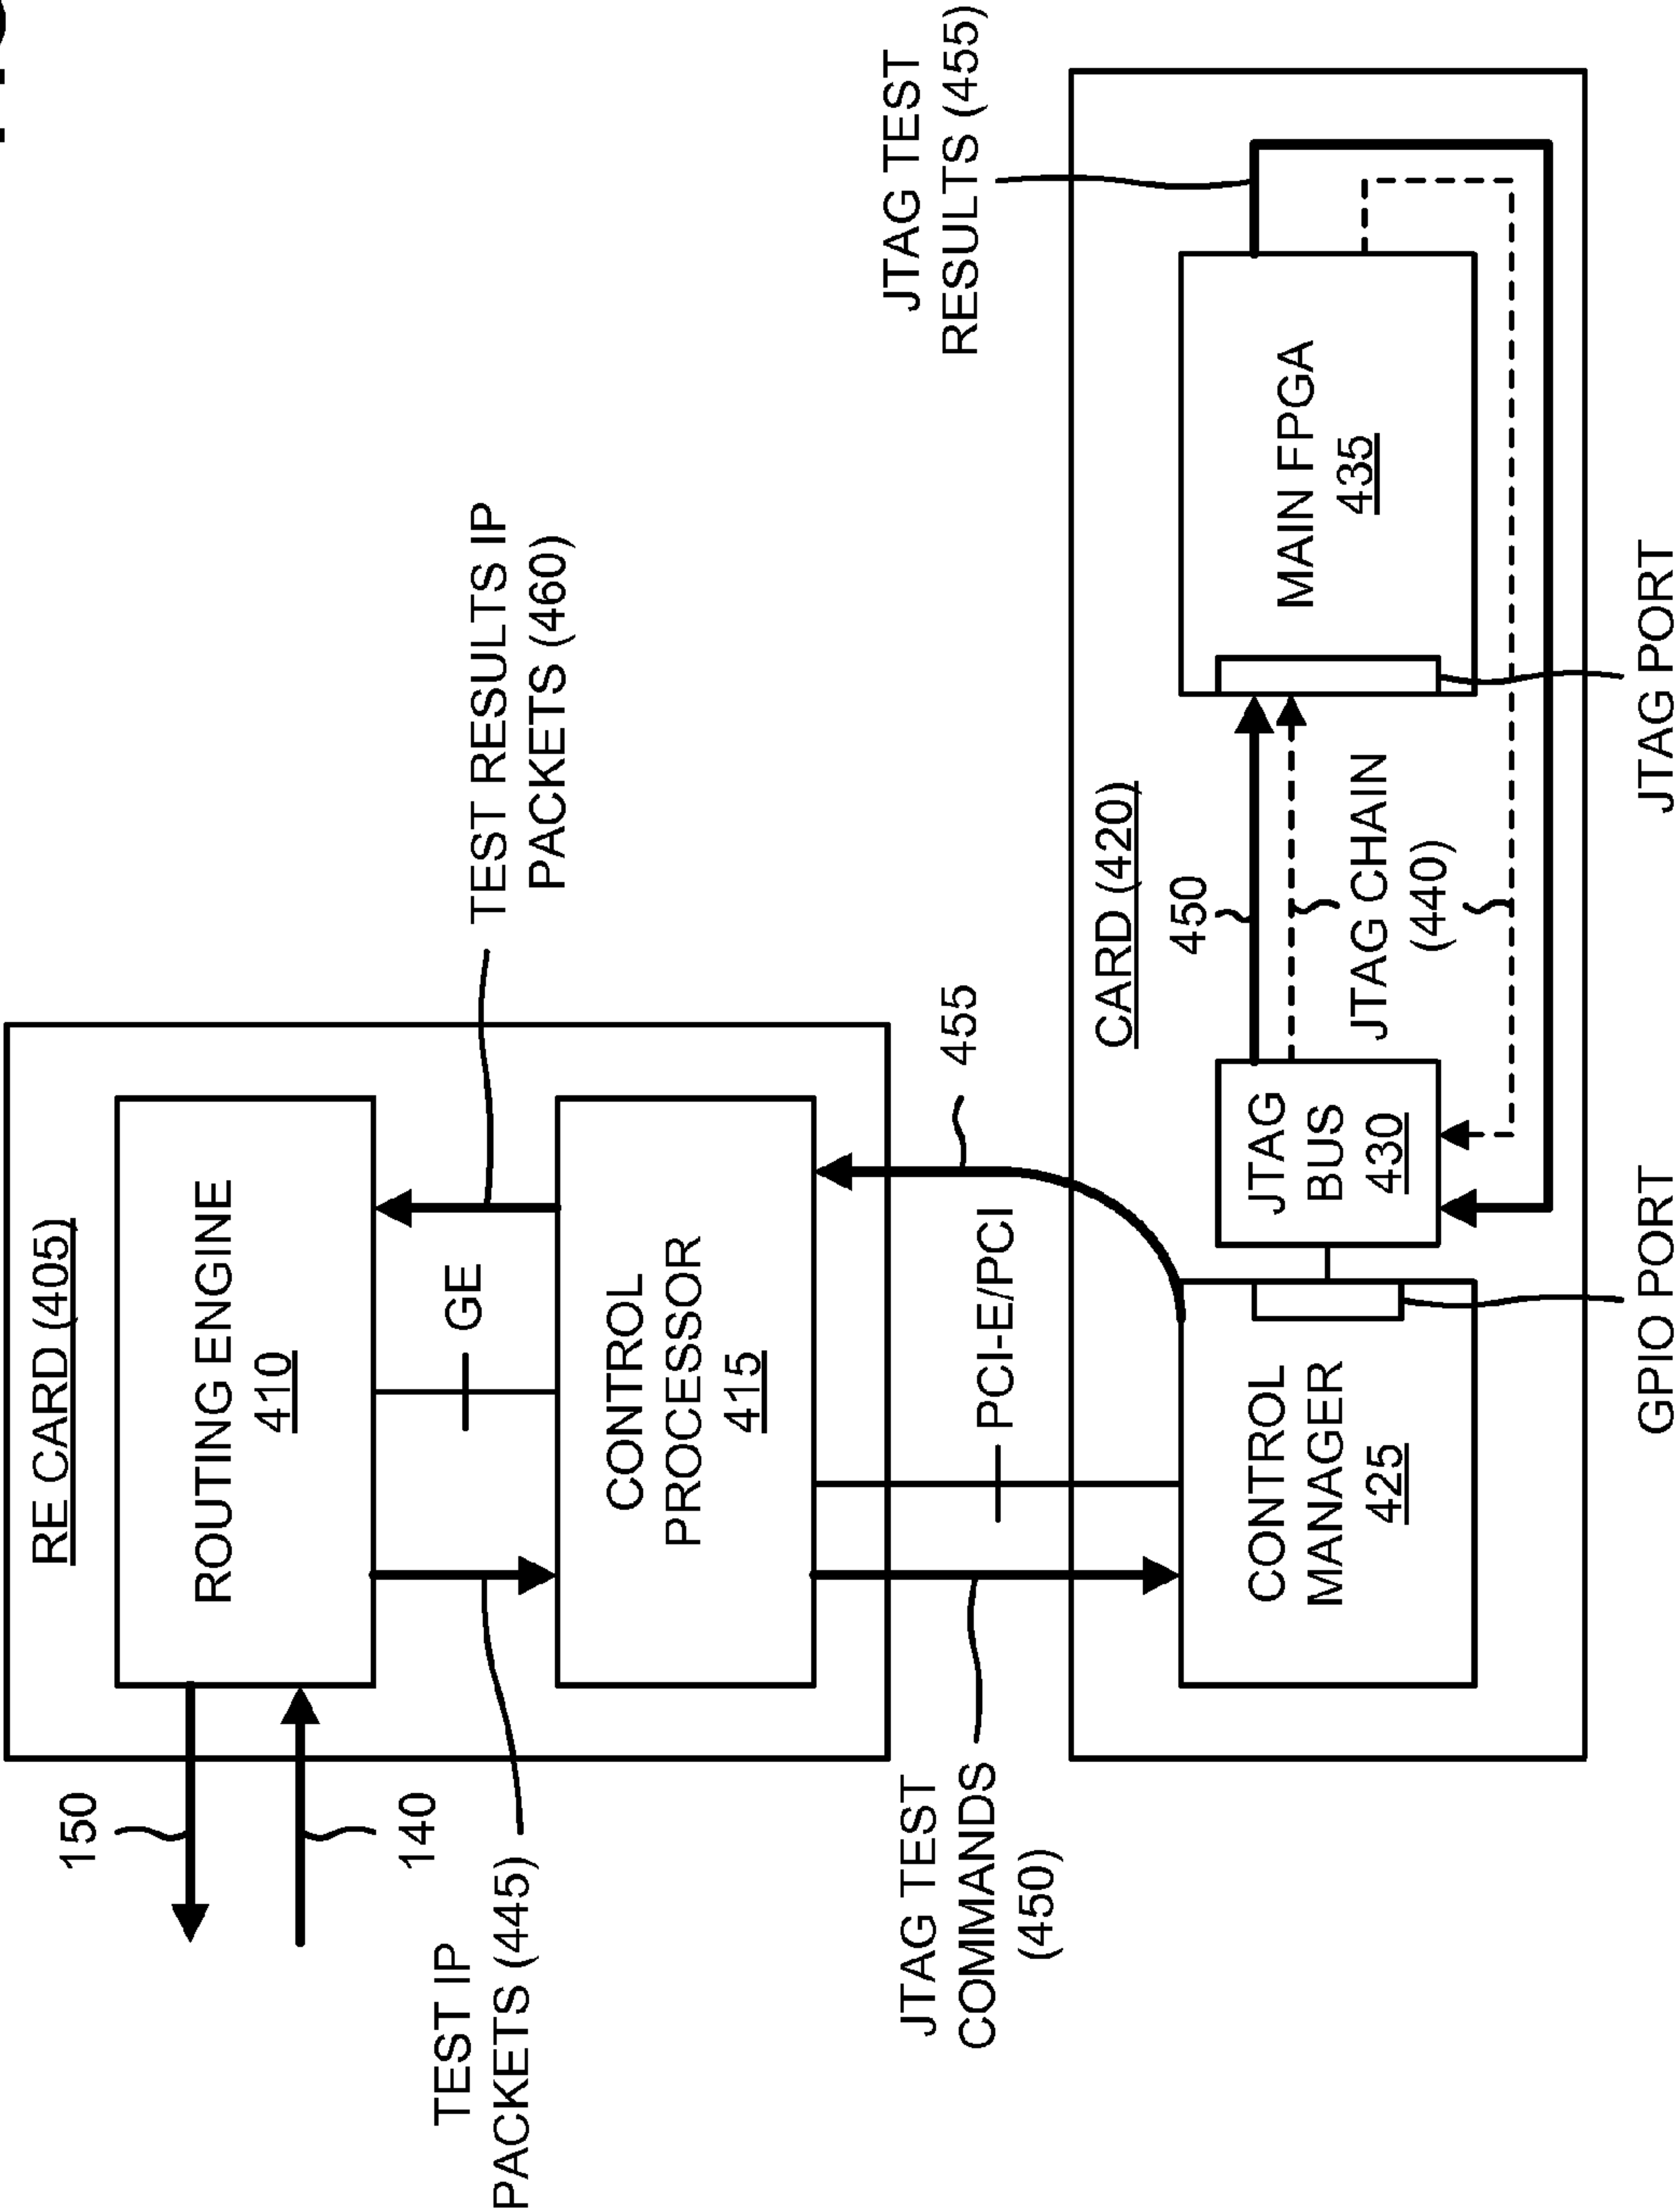 RE CARD (405)
150
140
ROUTING ENGINE
410
TEST IP
PACKETS (445)
GE
TEST RESULTS IP
PACKETS (460)
CONTROL
PROCESSOR
415
JTAG TEST
COMMANDS
(450)
PCI-E/PCI
455
JTAG TEST
RESULTS (455)
CARD (420)
CONTROL
MANAGER
425
JTAG
BUS
430
450
JTAG CHAIN
(440)
MAIN FPGA
435
GPIO PORT
JTAG PORT